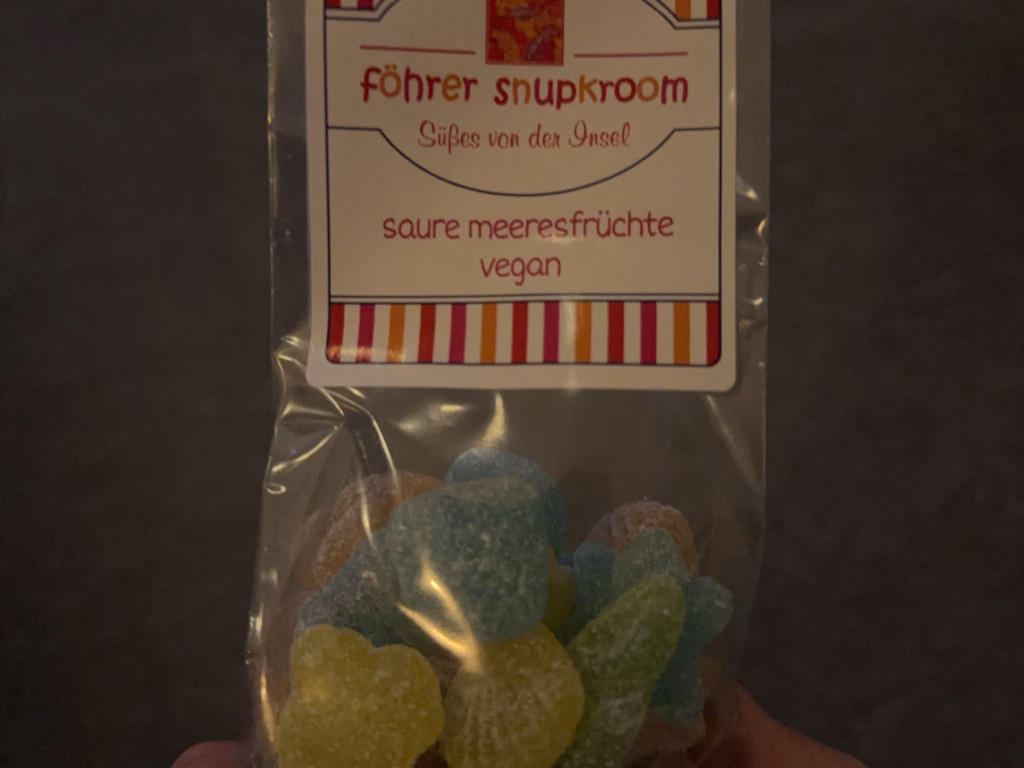 föhrer snupkroom
Süßes von der Insel
saure meeresfrüchte
vegan